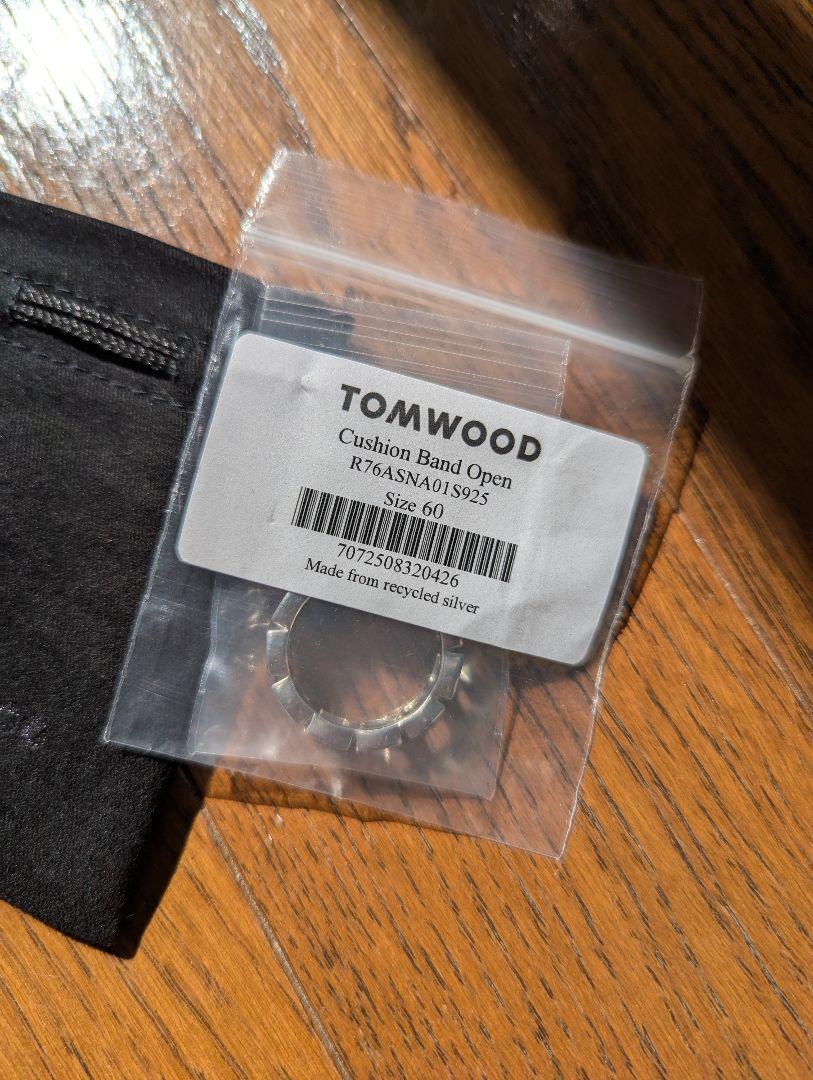 TOMWOOD
Cushion Band Open
R76ASNA01S925
Size 60
7072508320426
Made from recycled silver